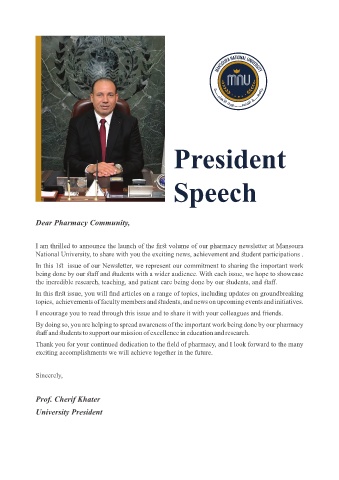 MANSOURA NATIONAL UNIVERSITY
MNU
President
Speech
Dear Pharmacy Community,
I am thrilled to announce the launch of the first volume of our pharmacy newsletter at Mansoura
National University, to share with you the exciting news, achievement and student participations .
In this 1st issue of our Newsletter, we represent our commitment to sharing the important work
being done by our staff and students with a wider audience. With each issue, we hope to showcase
the incredible research, teaching, and patient care being done by our students, and staff.
In this first issue, you will find articles on a range of topics, including updates on groundbreaking
topics, achievements of faculty members and students, and news on upcoming events and initiatives.
I encourage you to read through this issue and to share it with your colleagues and friends.
By doing so, you are helping to spread awareness of the important work being done by our pharmacy
staff and students to support our mission of excellence in education and research.
Thank you for your continued dedication to the field of pharmacy, and I look forward to the many
exciting accomplishments we will achieve together in the future.
Sincerely,
Prof. Cherif Khater
University President